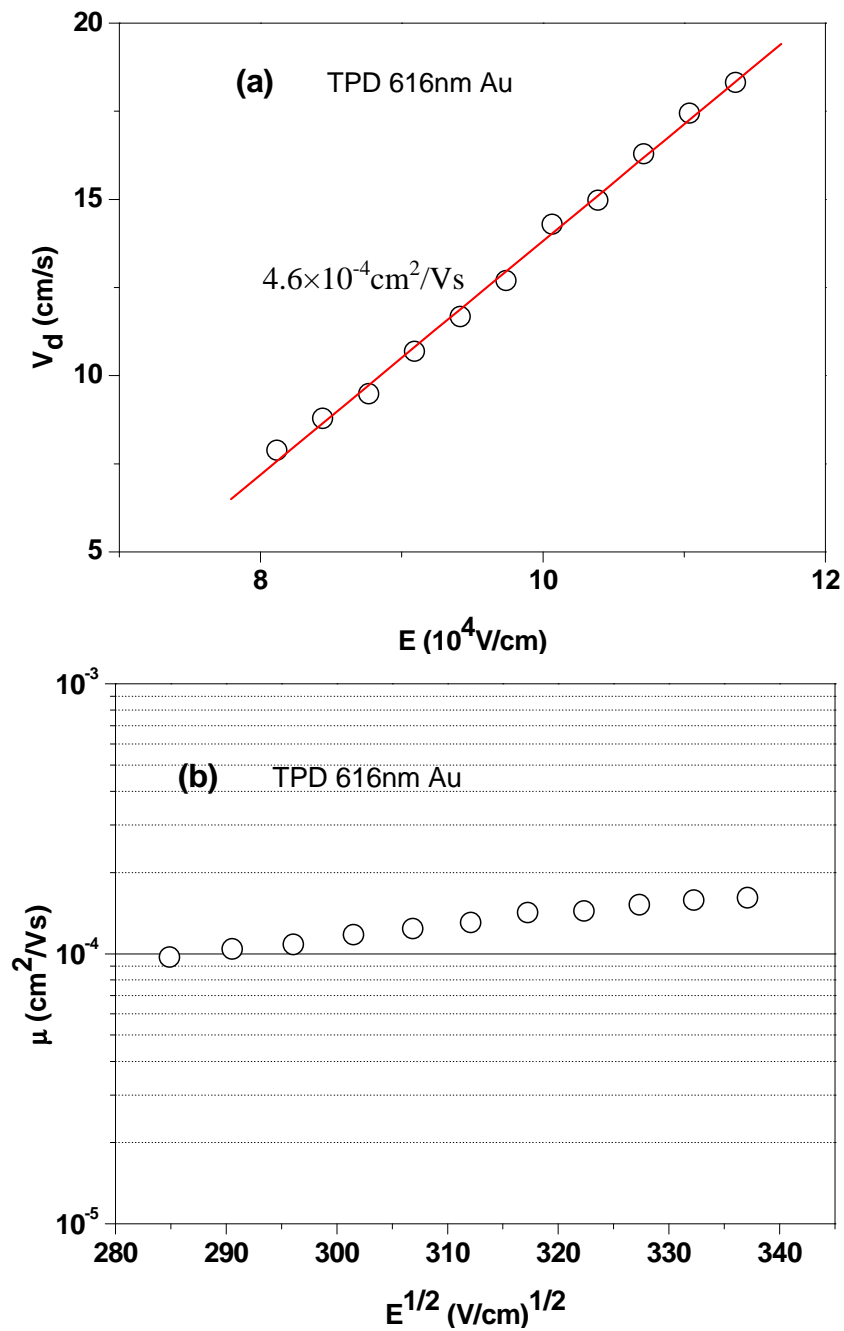 20
(a) TPD 616nm Au
15
4.6×10⁻⁴cm²/Vs
V_d (cm/s)
10
5
8 10 12
E (10⁴V/cm)
10⁻³
(b) TPD 616nm Au
μ (cm²/Vs)
10⁻⁴
10⁻⁵
280 290 300 310 320 330 340
E^1/2 (V/cm)^1/2